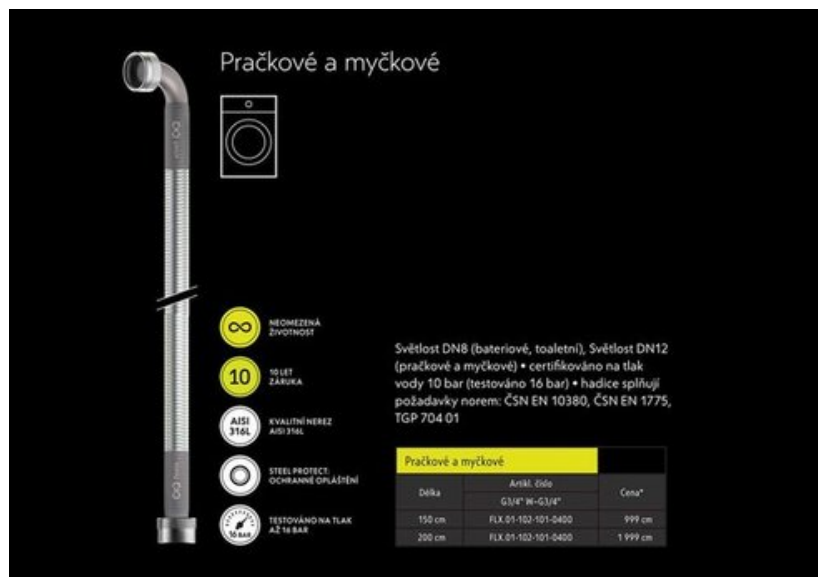 Pračkové a myčkové
NEOMEZENÁ
ŽIVOTNOST
10
10 LET
ZÁRUKA
AISI
316L
KVALITNÍ NEREZ
AISI 316L
STEEL PROTECT:
OCHRANNÉ OPLÁŠTĚNÍ
16 BAR
TESTOVÁNO NA TLAK
AŽ 16 BAR
Světlost DN8 (bateriové, toaletní), Světlost DN12
(pračkové a myčkové) • certifikováno na tlak
vody 10 bar (testováno 16 bar) • hadice splňují
požadavky norem: ČSN EN 10380, ČSN EN 1775,
TGP 704 01
Pračkové a myčkové
Délka Artikl. číslo Cena*
G3/4" W–G3/4"
150 cm FLX.01-102-101-0400 999 cm
200 cm FLX.01-102-101-0400 1 999 cm